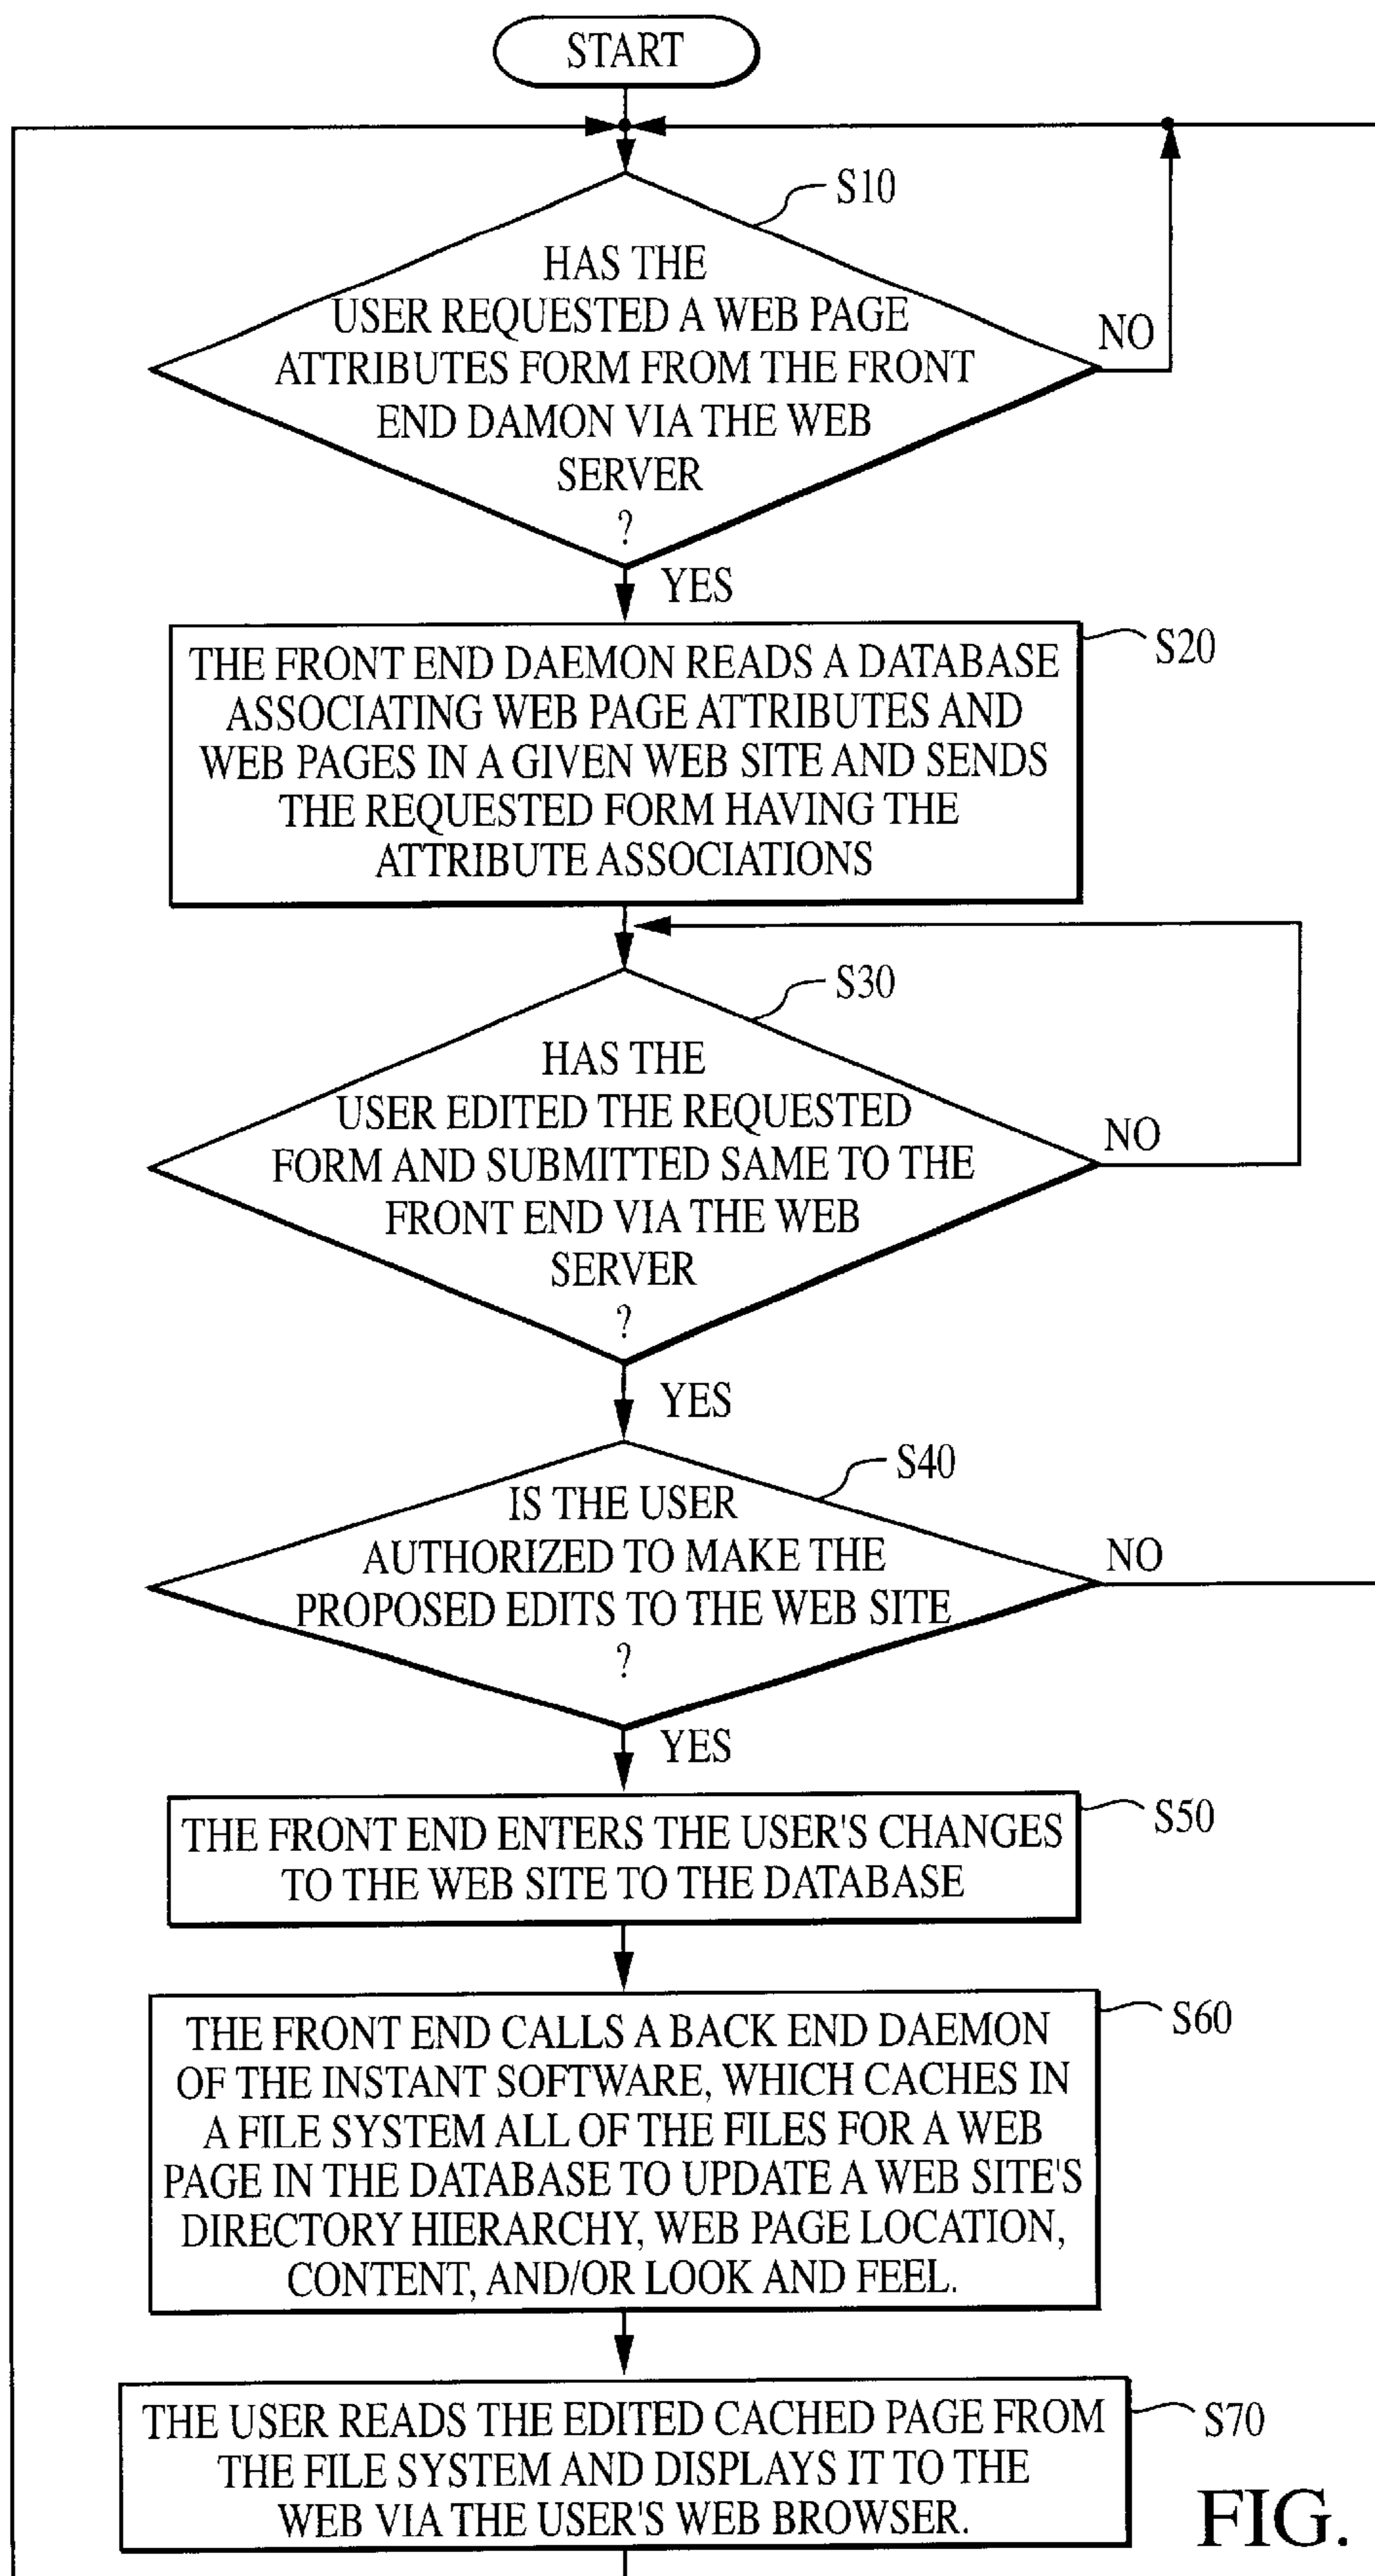 START
S10
HAS THE
USER REQUESTED A WEB PAGE
ATTRIBUTES FORM FROM THE FRONT
END DAMON VIA THE WEB
SERVER
?
NO
YES
S20
THE FRONT END DAEMON READS A DATABASE
ASSOCIATING WEB PAGE ATTRIBUTES AND
WEB PAGES IN A GIVEN WEB SITE AND SENDS
THE REQUESTED FORM HAVING THE
ATTRIBUTE ASSOCIATIONS
S30
HAS THE
USER EDITED THE REQUESTED
FORM AND SUBMITTED SAME TO THE
FRONT END VIA THE WEB
SERVER
?
NO
YES
S40
IS THE USER
AUTHORIZED TO MAKE THE
PROPOSED EDITS TO THE WEB SITE
?
NO
YES
S50
THE FRONT END ENTERS THE USER'S CHANGES
TO THE WEB SITE TO THE DATABASE
S60
THE FRONT END CALLS A BACK END DAEMON
OF THE INSTANT SOFTWARE, WHICH CACHES IN
A FILE SYSTEM ALL OF THE FILES FOR A WEB
PAGE IN THE DATABASE TO UPDATE A WEB SITE'S
DIRECTORY HIERARCHY, WEB PAGE LOCATION,
CONTENT, AND/OR LOOK AND FEEL.
S70
THE USER READS THE EDITED CACHED PAGE FROM
THE FILE SYSTEM AND DISPLAYS IT TO THE
WEB VIA THE USER'S WEB BROWSER.
FIG.